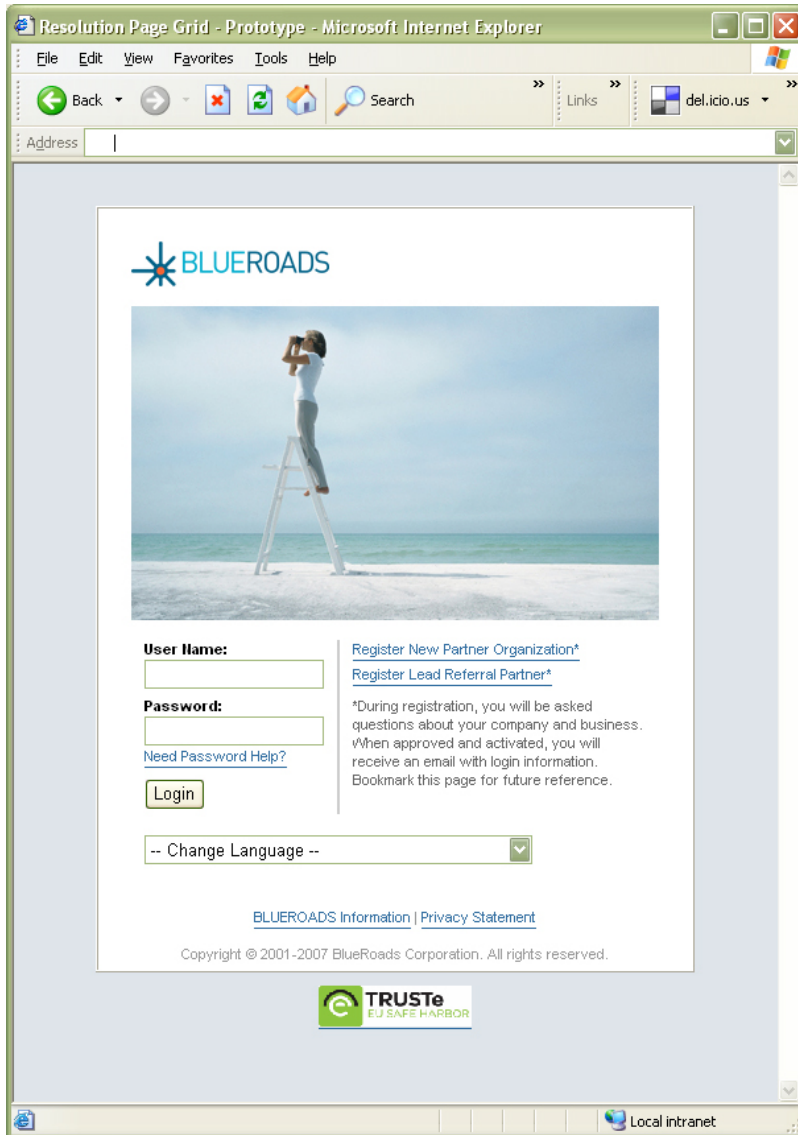 Resolution Page Grid - Prototype - Microsoft Internet Explorer
File Edit View Favorites Tools Help
Back Search » Links » del.icio.us »
Address
BLUEROADS
User Name:
Password:
Need Password Help?
Login
Register New Partner Organization*
Register Lead Referral Partner*
*During registration, you will be asked
questions about your company and business.
When approved and activated, you will
receive an email with login information.
Bookmark this page for future reference.
-- Change Language --
BLUEROADS Information | Privacy Statement
Copyright © 2001-2007 BlueRoads Corporation. All rights reserved.
TRUSTe
EU SAFE HARBOR
Local intranet